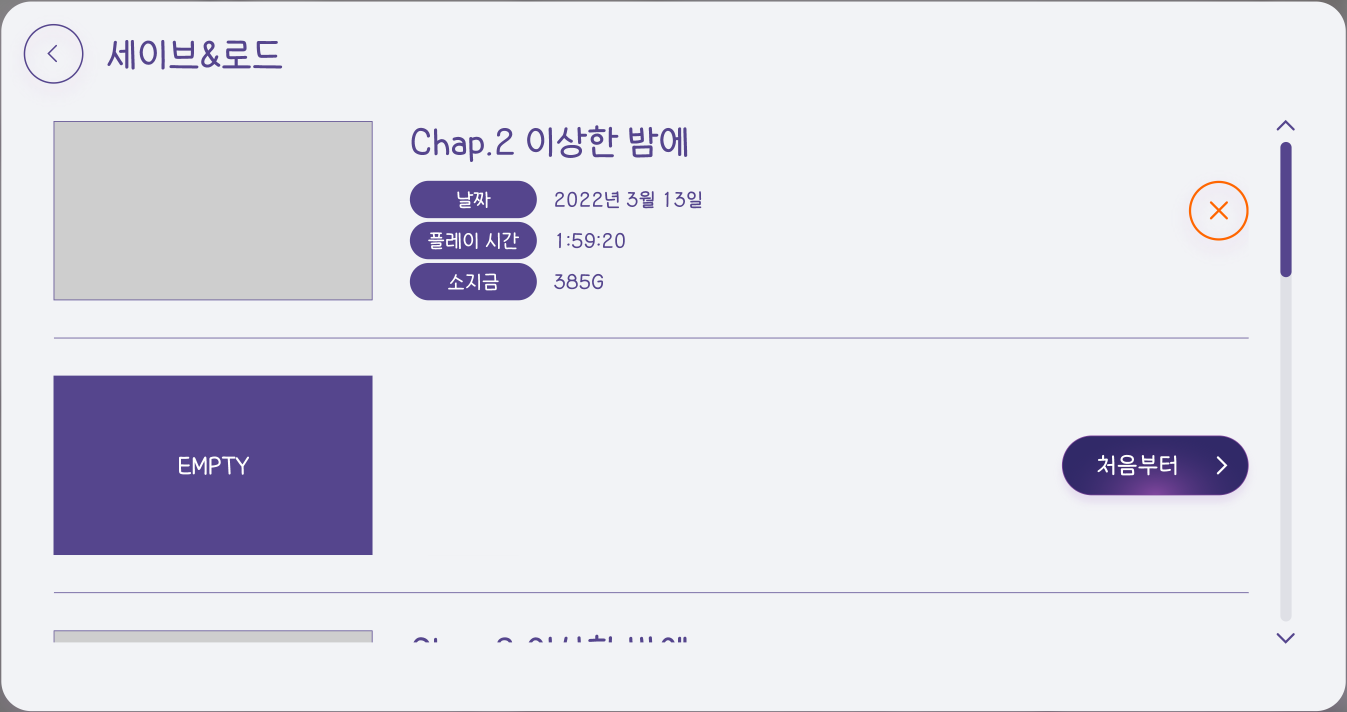 세이브&로드
Chap.2 이상한 밤에
날짜 2022년 3월 13일
플레이 시간 1:59:20
소지금 385G
EMPTY
처음부터